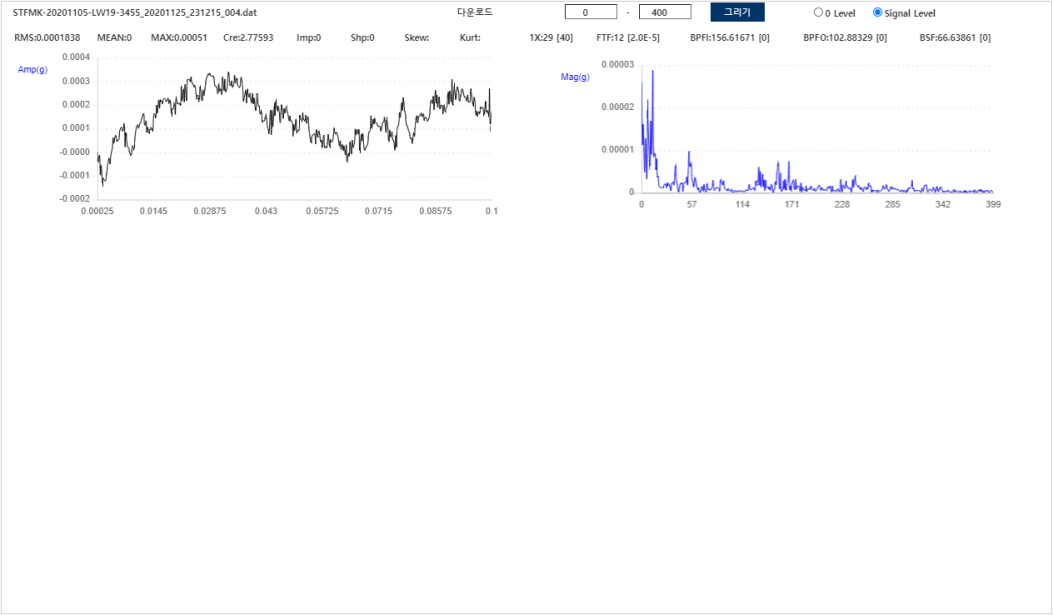 STFMK-20201105-LW19-3455_20201125_231215_004.dat 다운로드 0 - 400 그리기 0 Level Signal Level
RMS:0.0001838 MEAN:0 MAX:0.00051 Cre:2.77593 Imp:0 Shp:0 Skew: Kurt: 1X:29 [40] FTF:12 [2.0E-5] BPFI:156.61671 [0] BPFO:102.88329 [0] BSF:66.63861 [0]
Amp(g)
0.0004
0.0003
0.0002
0.0001
-0.0000
-0.0001
-0.0002
0.00025 0.0145 0.02875 0.043 0.05725 0.0715 0.08575 0.1
Mag(g)
0.00003
0.00002
0.00001
0
0 57 114 171 228 285 342 399